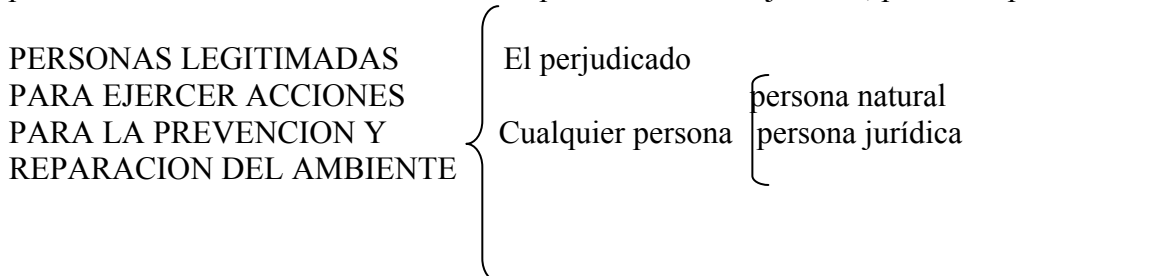 PERSONAS LEGITIMADAS El perjudicado
PARA EJERCER ACCIONES persona natural
PARA LA PREVENCION Y Cualquier persona persona jurídica
REPARACION DEL AMBIENTE